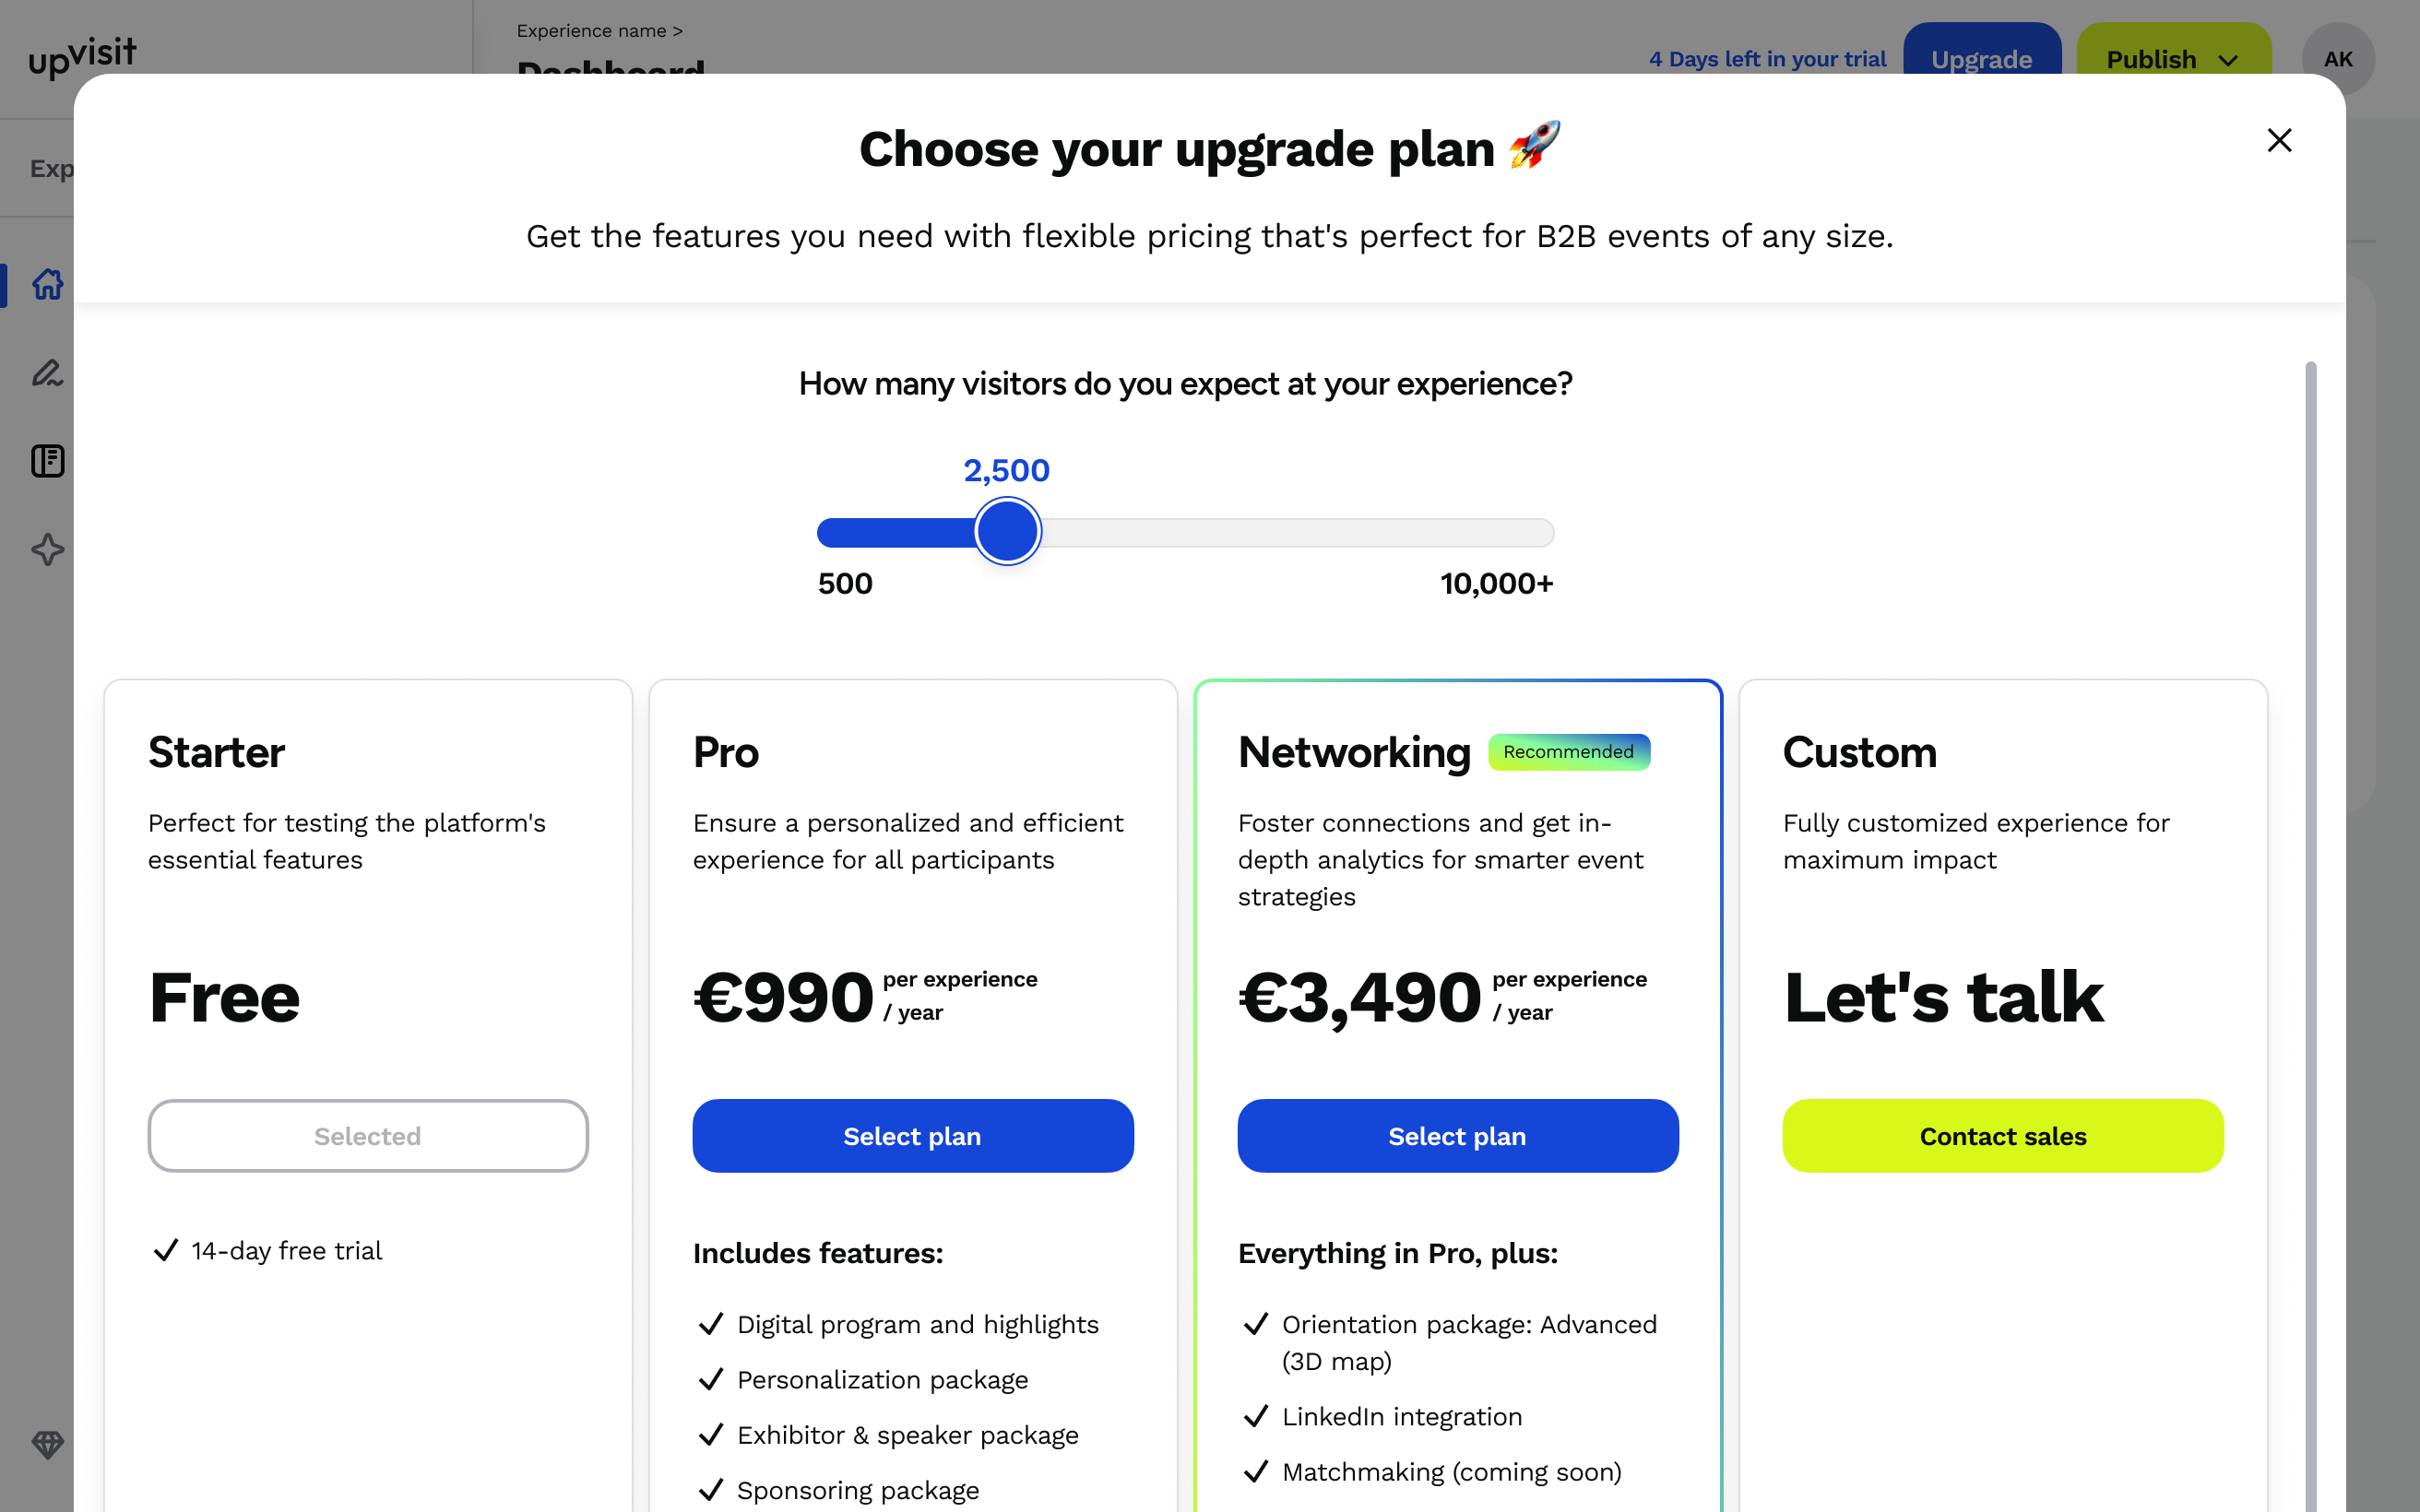 upvisit
Experience name >
Dashboard
4 Days left in your trial
Upgrade
Publish
AK
Exp
Choose your upgrade plan 🚀
Get the features you need with flexible pricing that's perfect for B2B events of any size.
How many visitors do you expect at your experience?
2,500
500
10,000+
Starter
Perfect for testing the platform's
essential features
Free
Selected
14-day free trial
Pro
Ensure a personalized and efficient
experience for all participants
€990 per experience
/ year
Select plan
Includes features:
Digital program and highlights
Personalization package
Exhibitor & speaker package
Sponsoring package
Networking
Recommended
Foster connections and get in-
depth analytics for smarter event
strategies
€3,490 per experience
/ year
Select plan
Everything in Pro, plus:
Orientation package: Advanced
(3D map)
LinkedIn integration
Matchmaking (coming soon)
Custom
Fully customized experience for
maximum impact
Let's talk
Contact sales